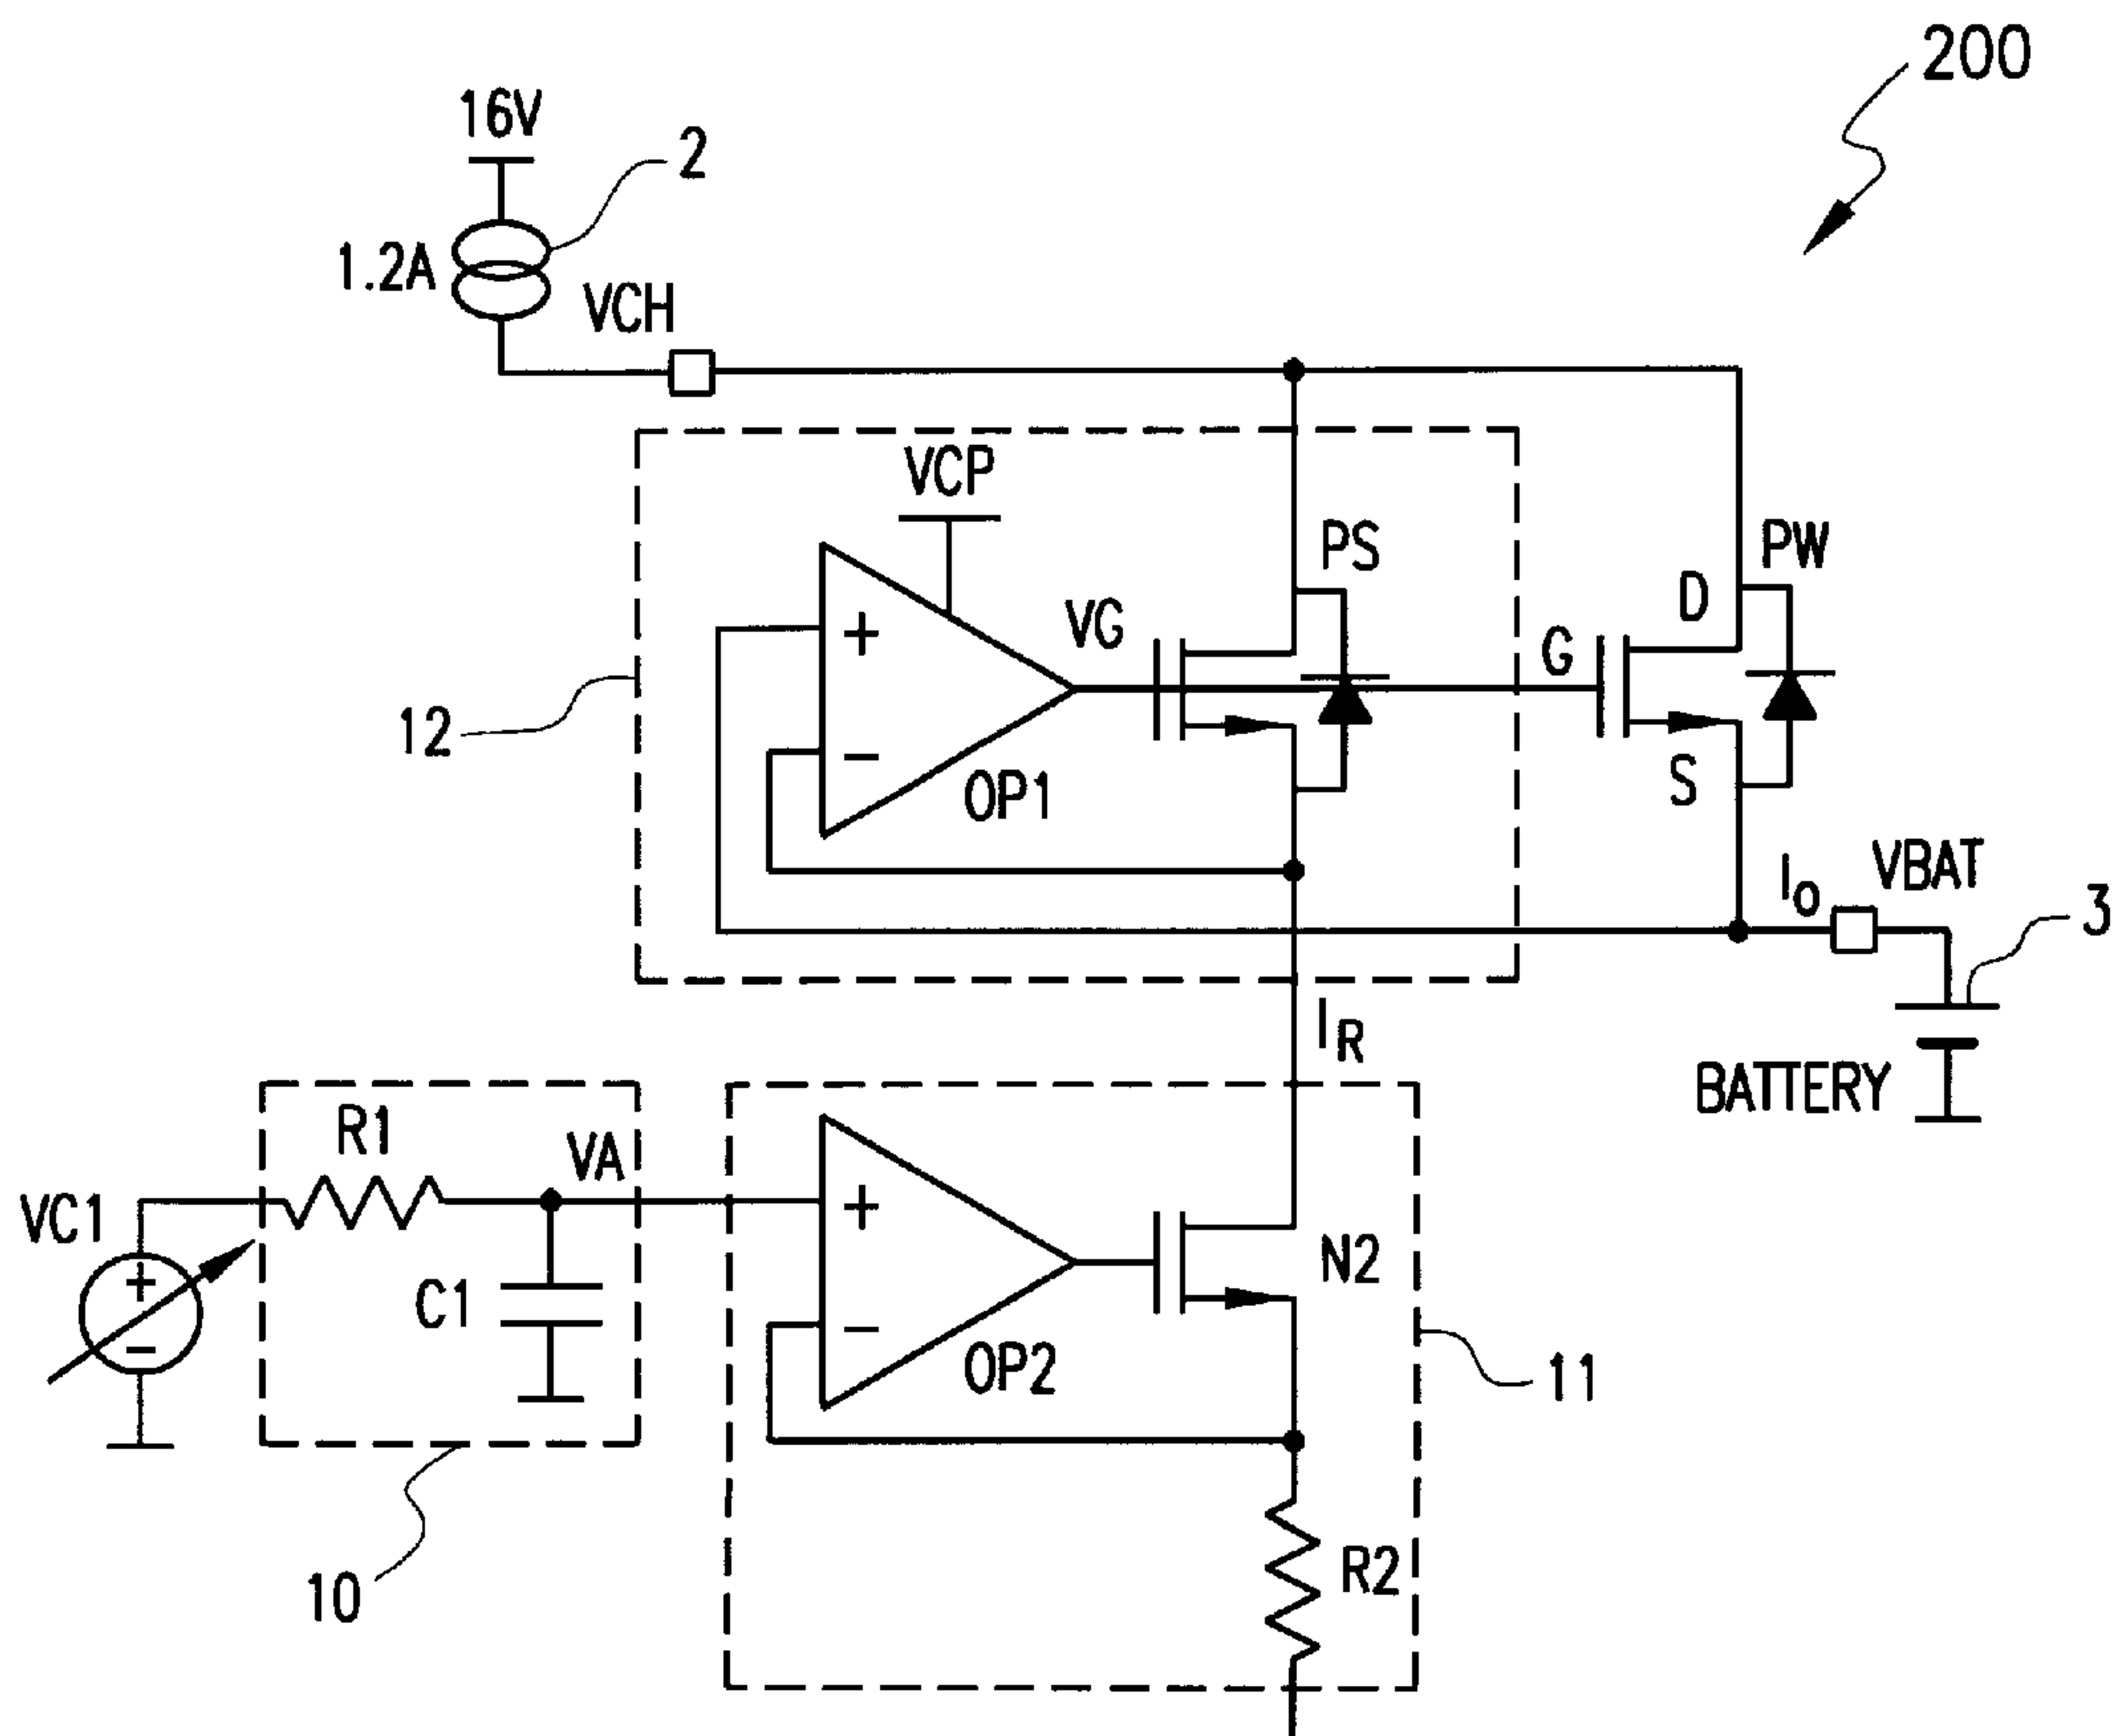 200
16V
2
1.2A
VCH
VCP
PS
PW
D
VG
G
+
12
−
S
OP1
IO
VBAT
3
IR
BATTERY
R1
VA
VC1
+
+
N2
C1
−
−
OP2
11
R2
10